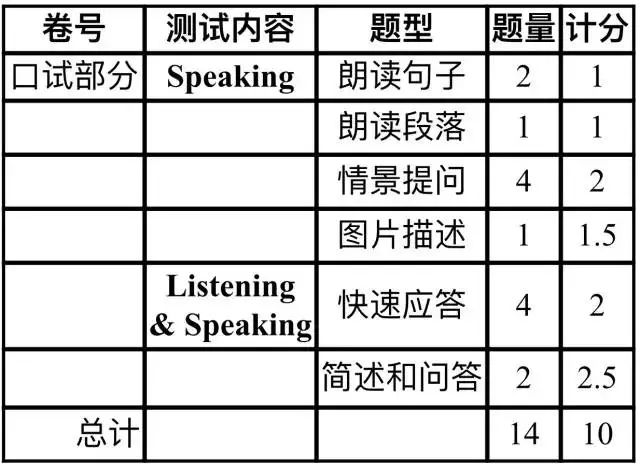 卷号 测试内容 题型 题量 计分
口试部分 Speaking 朗读句子 2 1
朗读段落 1 1
情景提问 4 2
图片描述 1 1.5
Listening
& Speaking 快速应答 4 2
简述和问答 2 2.5
总计 14 10